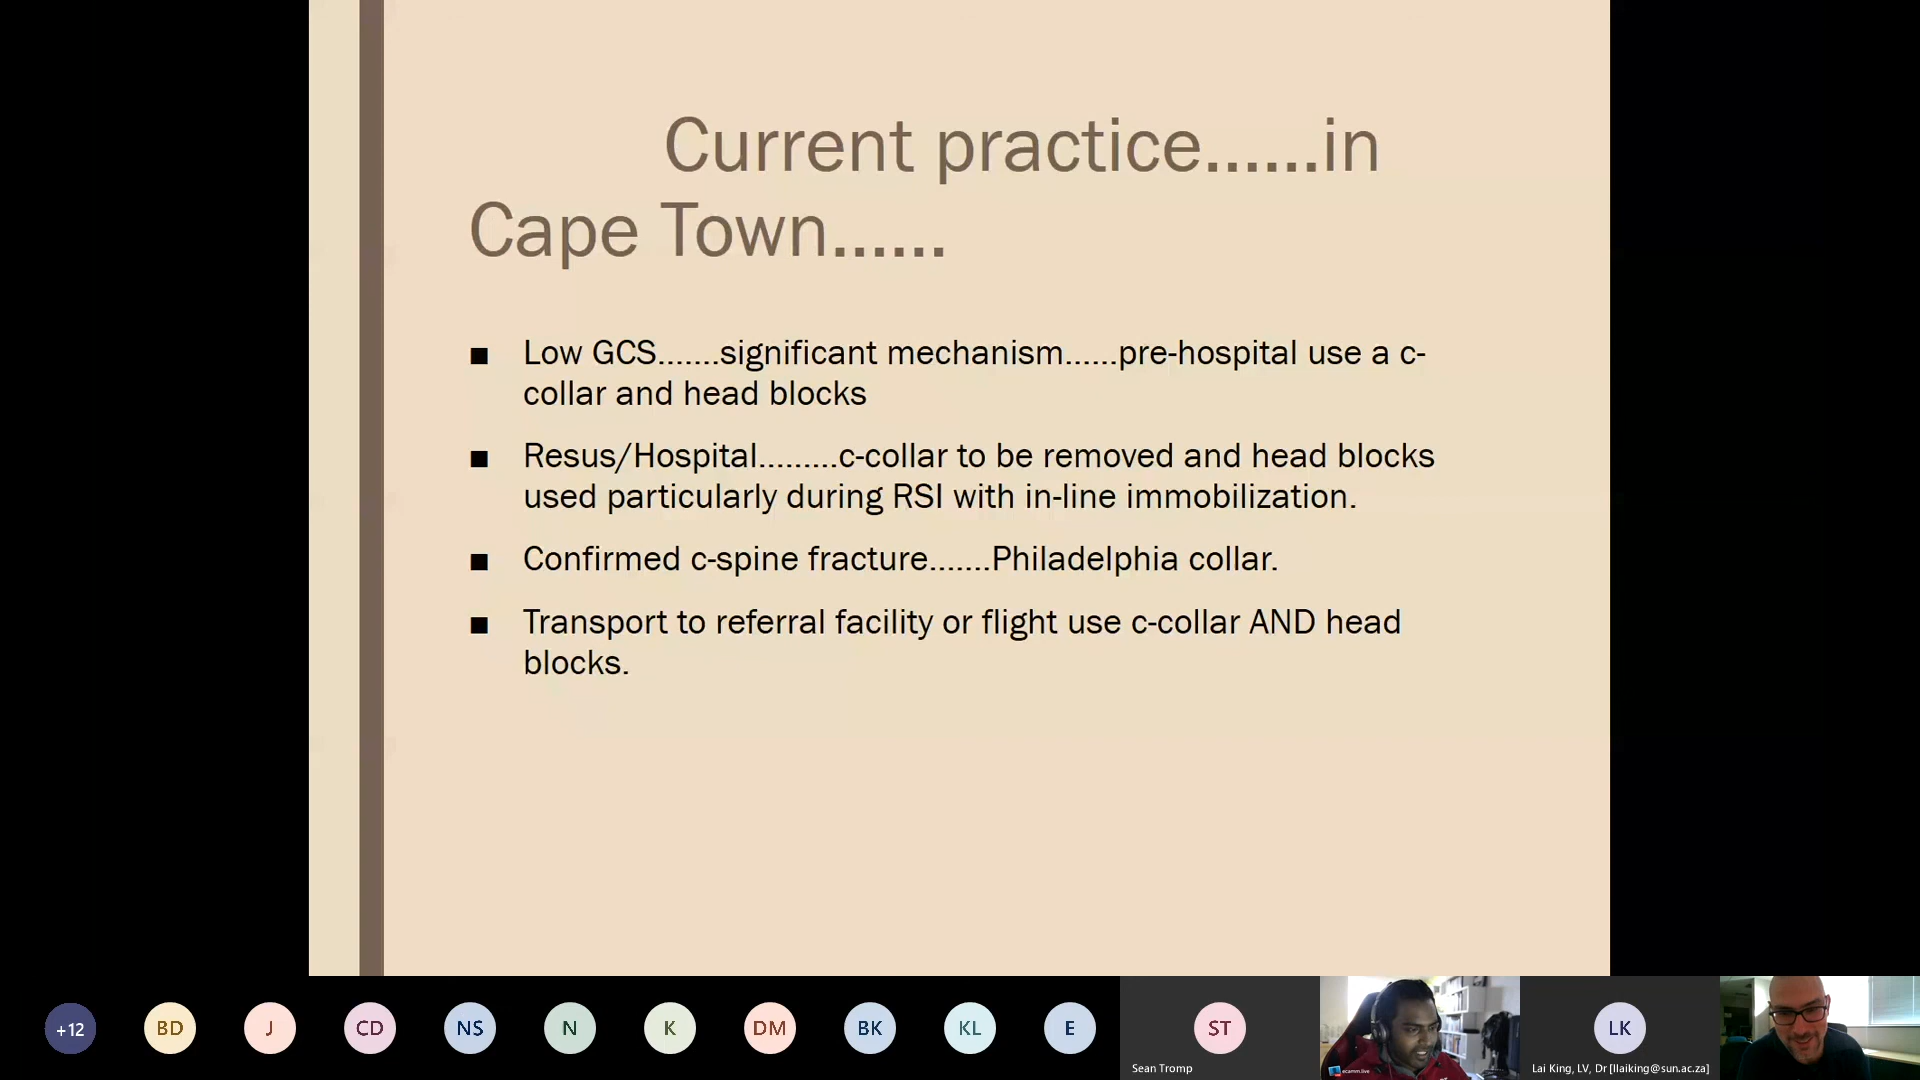 Current practice......in
Cape Town......
■ Low GCS.......significant mechanism......pre-hospital use a c-
collar and head blocks
■ Resus/Hospital.........c-collar to be removed and head blocks
used particularly during RSI with in-line immobilization.
■ Confirmed c-spine fracture.......Philadelphia collar.
■ Transport to referral facility or flight use c-collar AND head
blocks.
+12 BD J CD NS N K DM BK KL E ST LK
Sean Tromp
ecamm.live
Lai King, LV, Dr [llaiking@sun.ac.za]